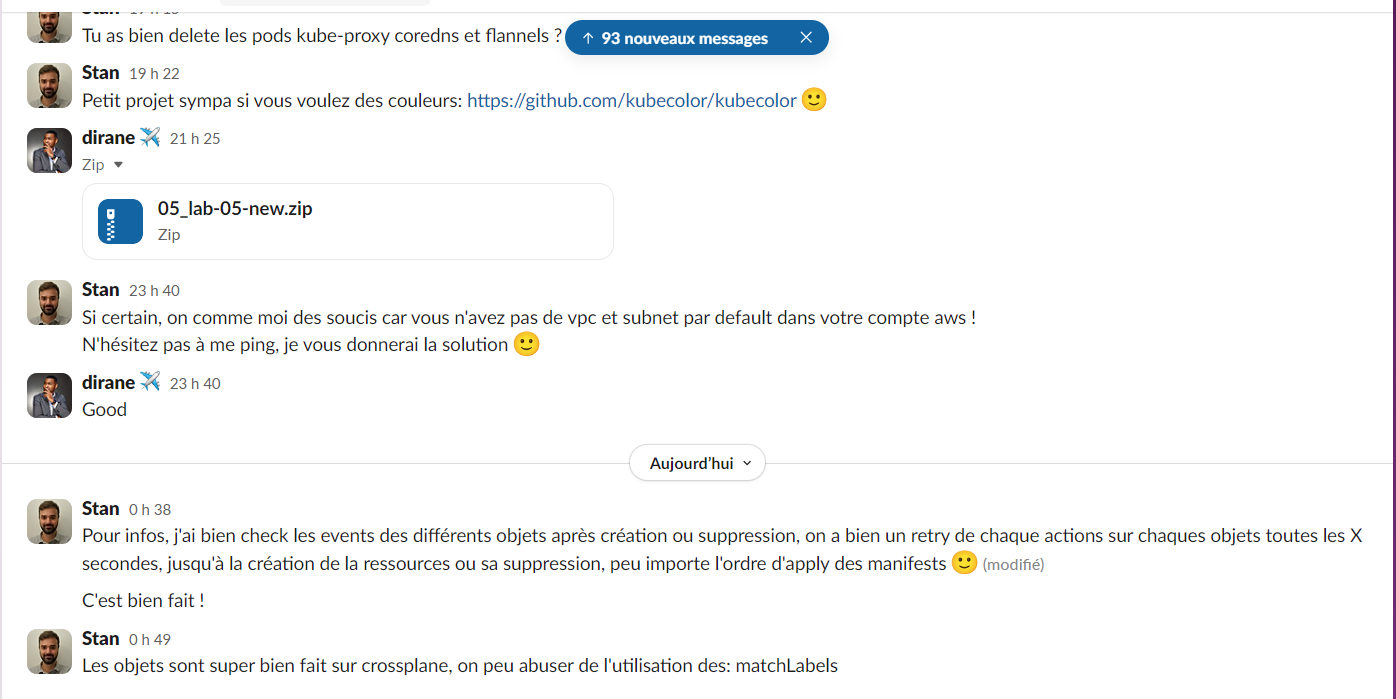 Tu as bien delete les pods kube-proxy coredns et flannels ?
↑ 93 nouveaux messages
Stan 19 h 22
Petit projet sympa si vous voulez des couleurs: https://github.com/kubecolor/kubecolor 🙂
dirane ✈️ 21 h 25
Zip
05_lab-05-new.zip
Zip
Stan 23 h 40
Si certain, on comme moi des soucis car vous n'avez pas de vpc et subnet par default dans votre compte aws !
N'hésitez pas à me ping, je vous donnerai la solution 🙂
dirane ✈️ 23 h 40
Good
Aujourd'hui
Stan 0 h 38
Pour infos, j'ai bien check les events des différents objets après création ou suppression, on a bien un retry de chaque actions sur chaques objets toutes les X
secondes, jusqu'à la création de la ressources ou sa suppression, peu importe l'ordre d'apply des manifests 🙂 (modifié)
C'est bien fait !
Stan 0 h 49
Les objets sont super bien fait sur crossplane, on peu abuser de l'utilisation des: matchLabels